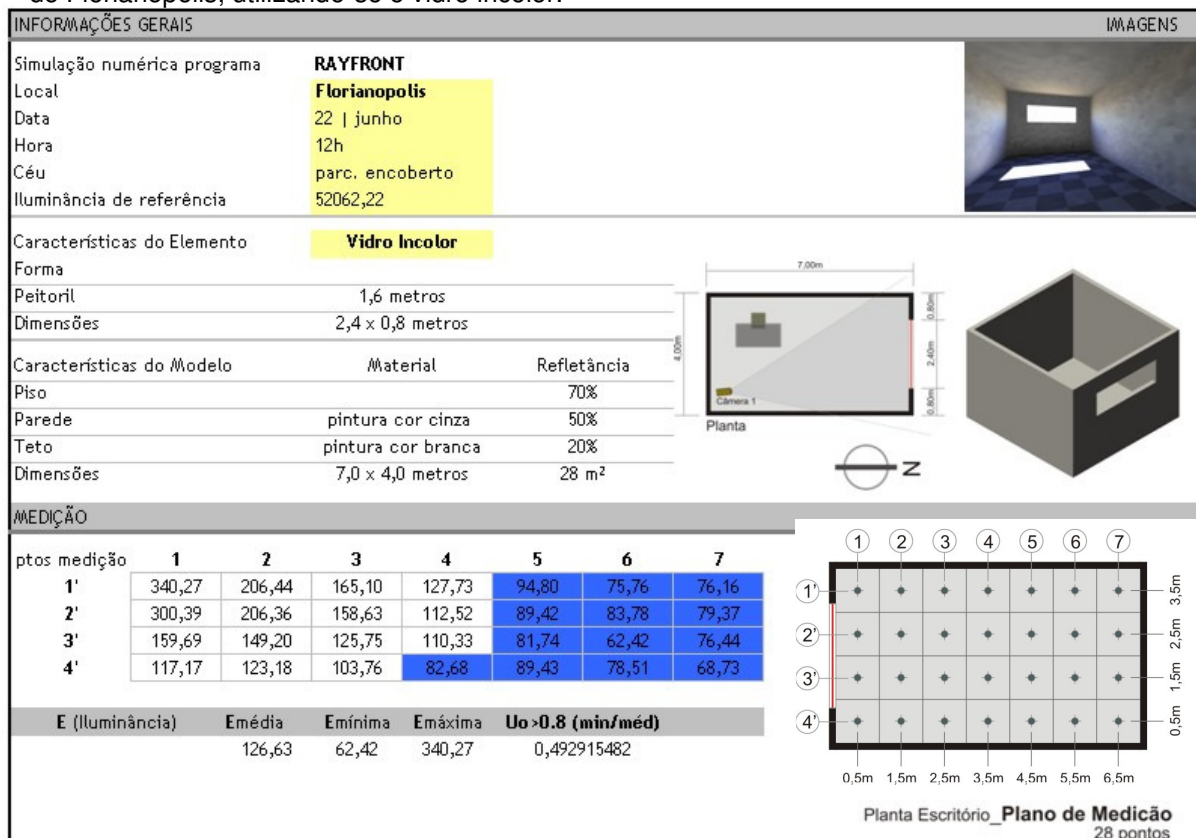 de Florianópolis, utilizando-se o vidro incolor.
INFORMAÇÕES GERAIS IMAGENS
Simulação numérica programa RAYFRONT
Local Florianopolis
Data 22 | junho
Hora 12h
Céu parc. encoberto
Iluminância de referência 52062,22
Características do Elemento Vidro Incolor
Forma
Peitoril 1,6 metros
Dimensões 2,4 x 0,8 metros
Características do Modelo Material Refletância
Piso 70%
Parede pintura cor cinza 50%
Teto pintura cor branca 20%
Dimensões 7,0 x 4,0 metros 28 m²
7,00m
4,00m
0,80m
2,40m
0,80m
Câmera 1
Planta
N
MEDIÇÃO
ptos medição 1 2 3 4 5 6 7
1' 340,27 206,44 165,10 127,73 94,80 75,76 76,16
2' 300,39 206,36 158,63 112,52 89,42 83,78 79,37
3' 159,69 149,20 125,75 110,33 81,74 62,42 76,44
4' 117,17 123,18 103,76 82,68 89,43 78,51 68,73
E (Iluminância) Emédia Emínima Emáxima Uo>0.8 (min/méd)
126,63 62,42 340,27 0,492915482
1 2 3 4 5 6 7
1' 3,5m
2' 2,5m
3' 1,5m
4' 0,5m
0,5m 1,5m 2,5m 3,5m 4,5m 5,5m 6,5m
Planta Escritório_Plano de Medicão
28 pontos